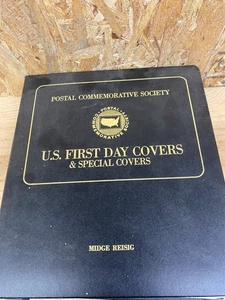 POSTAL COMMEMORATIVE SOCIETY
POSTAL
COMMEMORATIVE SOCIETY
U.S. FIRST DAY COVERS
& SPECIAL COVERS
MIDGE REISIG